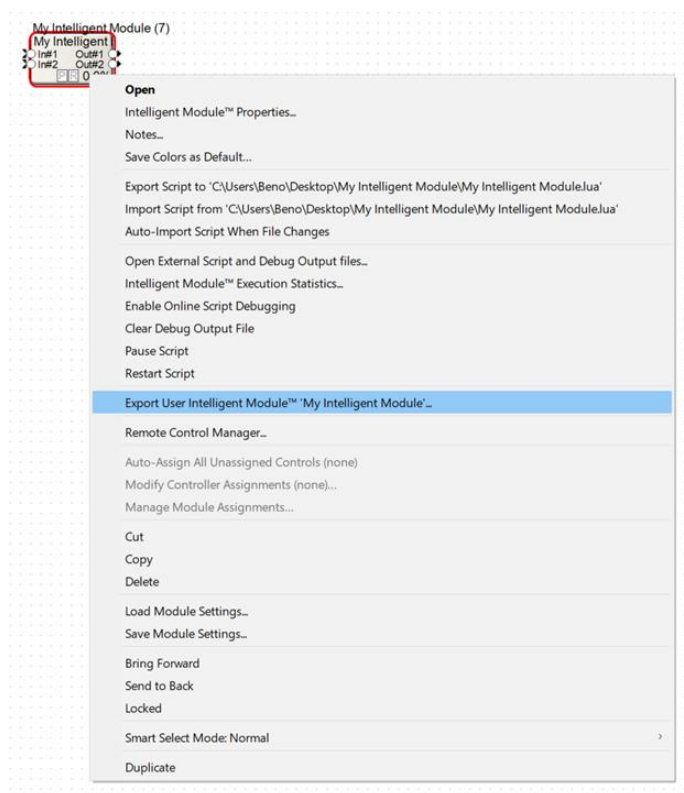 My Intelligent Module (7)
My Intelligent
In#1 Out#1
In#2 Out#2
P R
Open
Intelligent Module™ Properties...
Notes...
Save Colors as Default...
Export Script to 'C:\Users\Beno\Desktop\My Intelligent Module\My Intelligent Module.lua'
Import Script from 'C:\Users\Beno\Desktop\My Intelligent Module\My Intelligent Module.lua'
Auto-Import Script When File Changes
Open External Script and Debug Output files...
Intelligent Module™ Execution Statistics...
Enable Online Script Debugging
Clear Debug Output File
Pause Script
Restart Script
Export User Intelligent Module™ 'My Intelligent Module'...
Remote Control Manager...
Auto-Assign All Unassigned Controls (none)
Modify Controller Assignments (none)...
Manage Module Assignments...
Cut
Copy
Delete
Load Module Settings...
Save Module Settings...
Bring Forward
Send to Back
Locked
Smart Select Mode: Normal
Duplicate